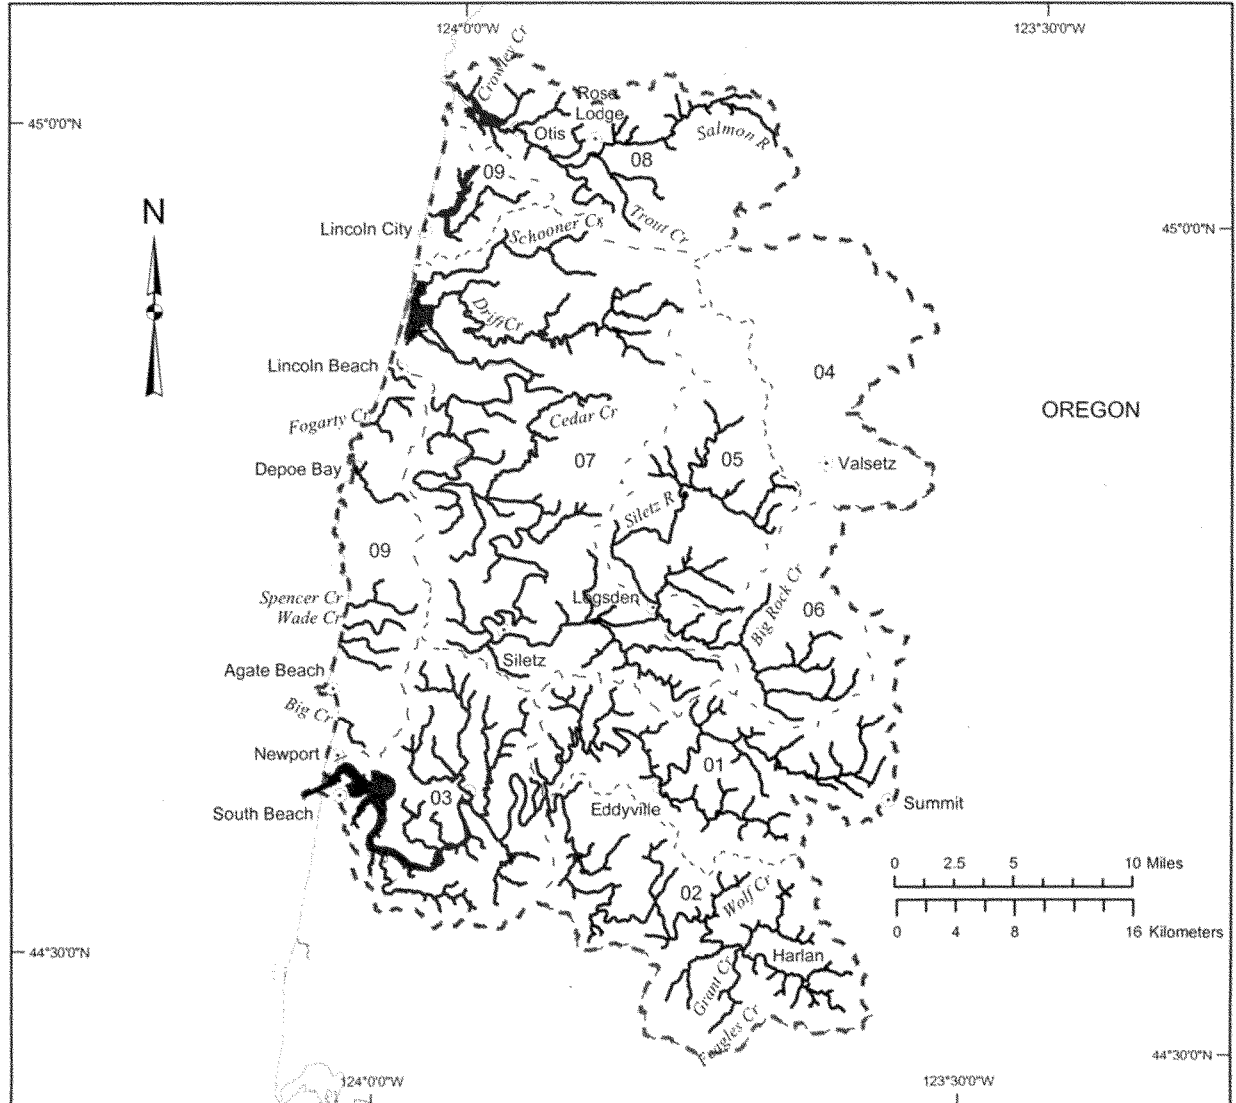 124°0'0"W
123°30'0"W
Crowley Cr
Rose
Lodge
45°0'0"N
Otis
Salmon R
08
09
N
Trout Cr
Lincoln City
Schooner Cr
45°0'0"N
Drift Cr
Lincoln Beach
04
OREGON
Fogarty Cr
Cedar Cr
Depoe Bay
07
05
Valsetz
Siletz R
09
Spencer Cr
Logsden
Big Rock Cr
06
Wade Cr
Agate Beach
Siletz
Big Cr
Newport
01
03
Eddyville
Summit
South Beach
0 2.5 5 10 Miles
02
Wolf Cr
0 4 8 16 Kilometers
44°30'0"N
Harlan
Grant Cr
Feagles Cr
44°30'0"N
124°0'0"W
123°30'0"W